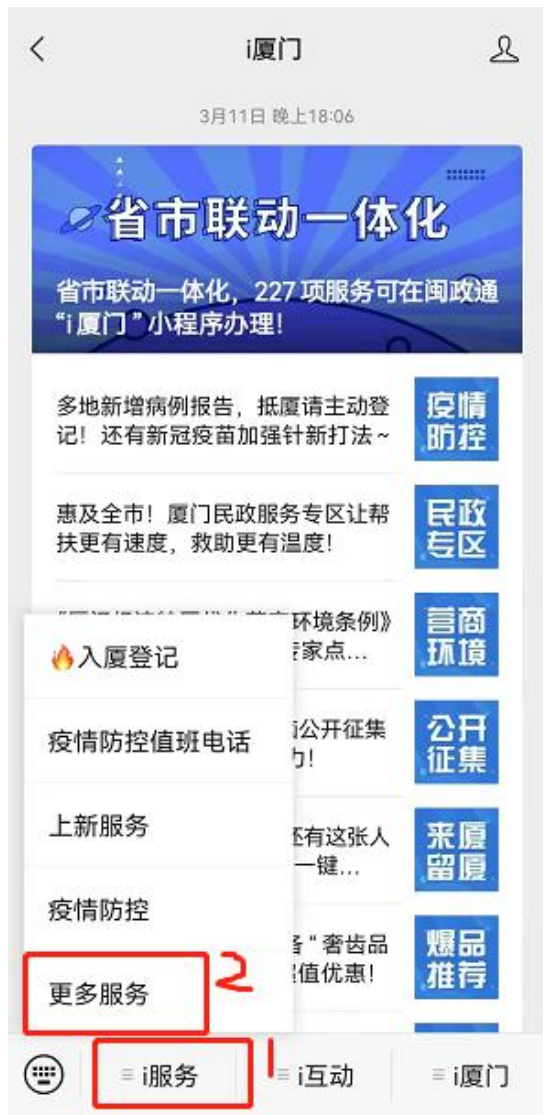 i厦门
3月11日 晚上18:06
省市联动一体化
省市联动一体化，227 项服务可在闽政通
“i厦门”小程序办理！
多地新增病例报告，抵厦请主动登
记！还有新冠疫苗加强针新打法～
疫情
防控
惠及全市！厦门民政服务专区让帮
扶更有速度，救助更有温度！
民政
专区
环境条例》
专家点...
营商
环境
公开征集
力！
公开
征集
还有这张人
一键...
来厦
留厦
各“奢齿品
值优惠！
爆品
推荐
入厦登记
疫情防控值班电话
上新服务
疫情防控
更多服务
2
i服务
1
i互动
i厦门